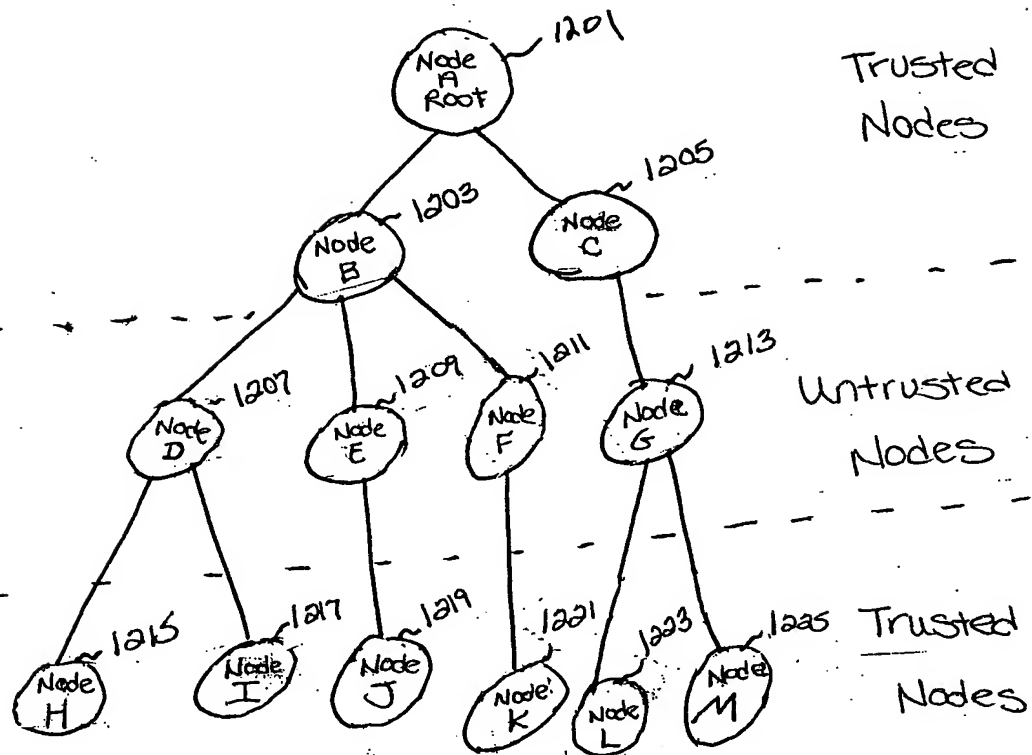 1201
Node
A
Root
Trusted
Nodes
1203
1205
Node
B
Node
C
1207
1209
1211
1213
Untrusted
Nodes
Node
D
Node
E
Node
F
Node
G
1215
1217
1219
1221
1223
1225
Trusted
Nodes
Node
H
Node
I
Node
J
Node
K
Node
L
Node
M